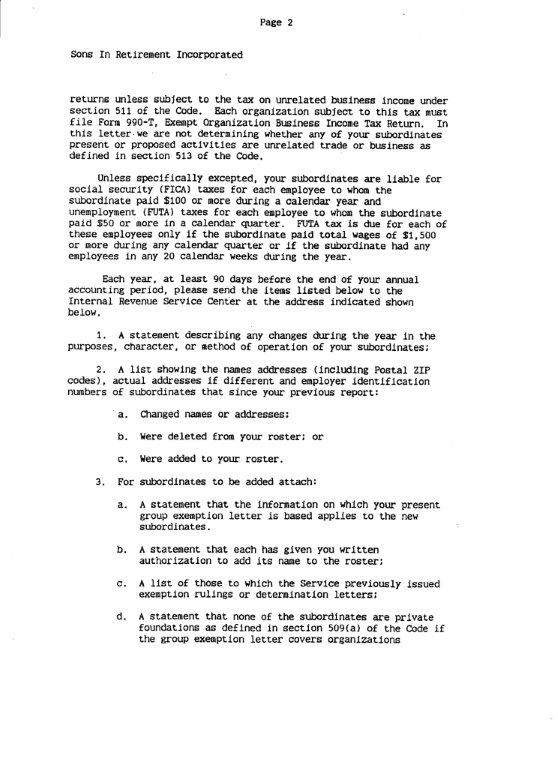 Page 2
Sons In Retirement Incorporated
returns unless subject to the tax on unrelated business income under
section 511 of the Code. Each organization subject to this tax must
file Form 990-T, Exempt Organization Business Income Tax Return. In
this letter we are not determining whether any of your subordinates
present or proposed activities are unrelated trade or business as
defined in section 513 of the Code.
Unless specifically excepted, your subordinates are liable for
social security (FICA) taxes for each employee to whom the
subordinate paid $100 or more during a calendar year and
unemployment (FUTA) taxes for each employee to whom the subordinate
paid $50 or more in a calendar quarter. FUTA tax is due for each of
these employees only if the subordinate paid total wages of $1,500
or more during any calendar quarter or if the subordinate had any
employees in any 20 calendar weeks during the year.
Each year, at least 90 days before the end of your annual
accounting period, please send the items listed below to the
Internal Revenue Service Center at the address indicated shown
below.
1. A statement describing any changes during the year in the
purposes, character, or method of operation of your subordinates;
2. A list showing the names addresses (including Postal ZIP
codes), actual addresses if different and employer identification
numbers of subordinates that since your previous report:
a. Changed names or addresses;
b. Were deleted from your roster; or
c. Were added to your roster.
3. For subordinates to be added attach:
a. A statement that the information on which your present
group exemption letter is based applies to the new
subordinates.
b. A statement that each has given you written
authorization to add its name to the roster;
c. A list of those to which the Service previously issued
exemption rulings or determination letters;
d. A statement that none of the subordinates are private
foundations as defined in section 509(a) of the Code if
the group exemption letter covers organizations